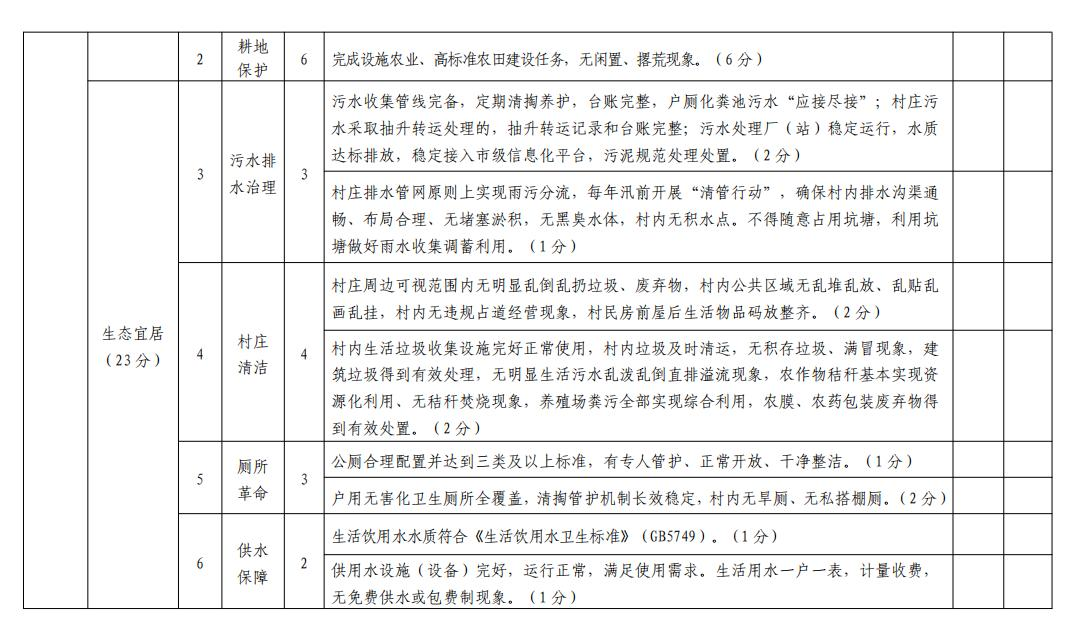 2
耕地
保护
6
完成设施农业、高标准农田建设任务，无闲置、撂荒现象。（6 分）
生态宜居
（23 分）
3
污水排
水治理
3
污水收集管线完备，定期清掏养护，台账完整，户厕化粪池污水“应接尽接”；村庄污
水采取抽升转运处理的，抽升转运记录和台账完整；污水处理厂（站）稳定运行，水质
达标排放，稳定接入市级信息化平台，污泥规范处理处置。（2 分）
村庄排水管网原则上实现雨污分流，每年汛前开展“清管行动”，确保村内排水沟渠通
畅、布局合理、无堵塞淤积，无黑臭水体，村内无积水点。不得随意占用坑塘，利用坑
塘做好雨水收集调蓄利用。（1 分）
4
村庄
清洁
4
村庄周边可视范围内无明显乱倒乱扔垃圾、废弃物，村内公共区域无乱堆乱放、乱贴乱
画乱挂，村内无违规占道经营现象，村民房前屋后生活物品码放整齐。（2 分）
村内生活垃圾收集设施完好正常使用，村内垃圾及时清运，无积存垃圾、满冒现象，建
筑垃圾得到有效处理，无明显生活污水乱泼乱倒直排溢流现象，农作物秸秆基本实现资
源化利用、无秸秆焚烧现象，养殖场粪污全部实现综合利用，农膜、农药包装废弃物得
到有效处置。（2 分）
5
厕所
革命
3
公厕合理配置并达到三类及以上标准，有专人管护、正常开放、干净整洁。（1 分）
户用无害化卫生厕所全覆盖，清掏管护机制长效稳定，村内无旱厕、无私搭棚厕。（2 分）
6
供水
保障
2
生活饮用水水质符合《生活饮用水卫生标准》（GB5749）。（1 分）
供用水设施（设备）完好，运行正常，满足使用需求。生活用水一户一表，计量收费，
无免费供水或包费制现象。（1 分）